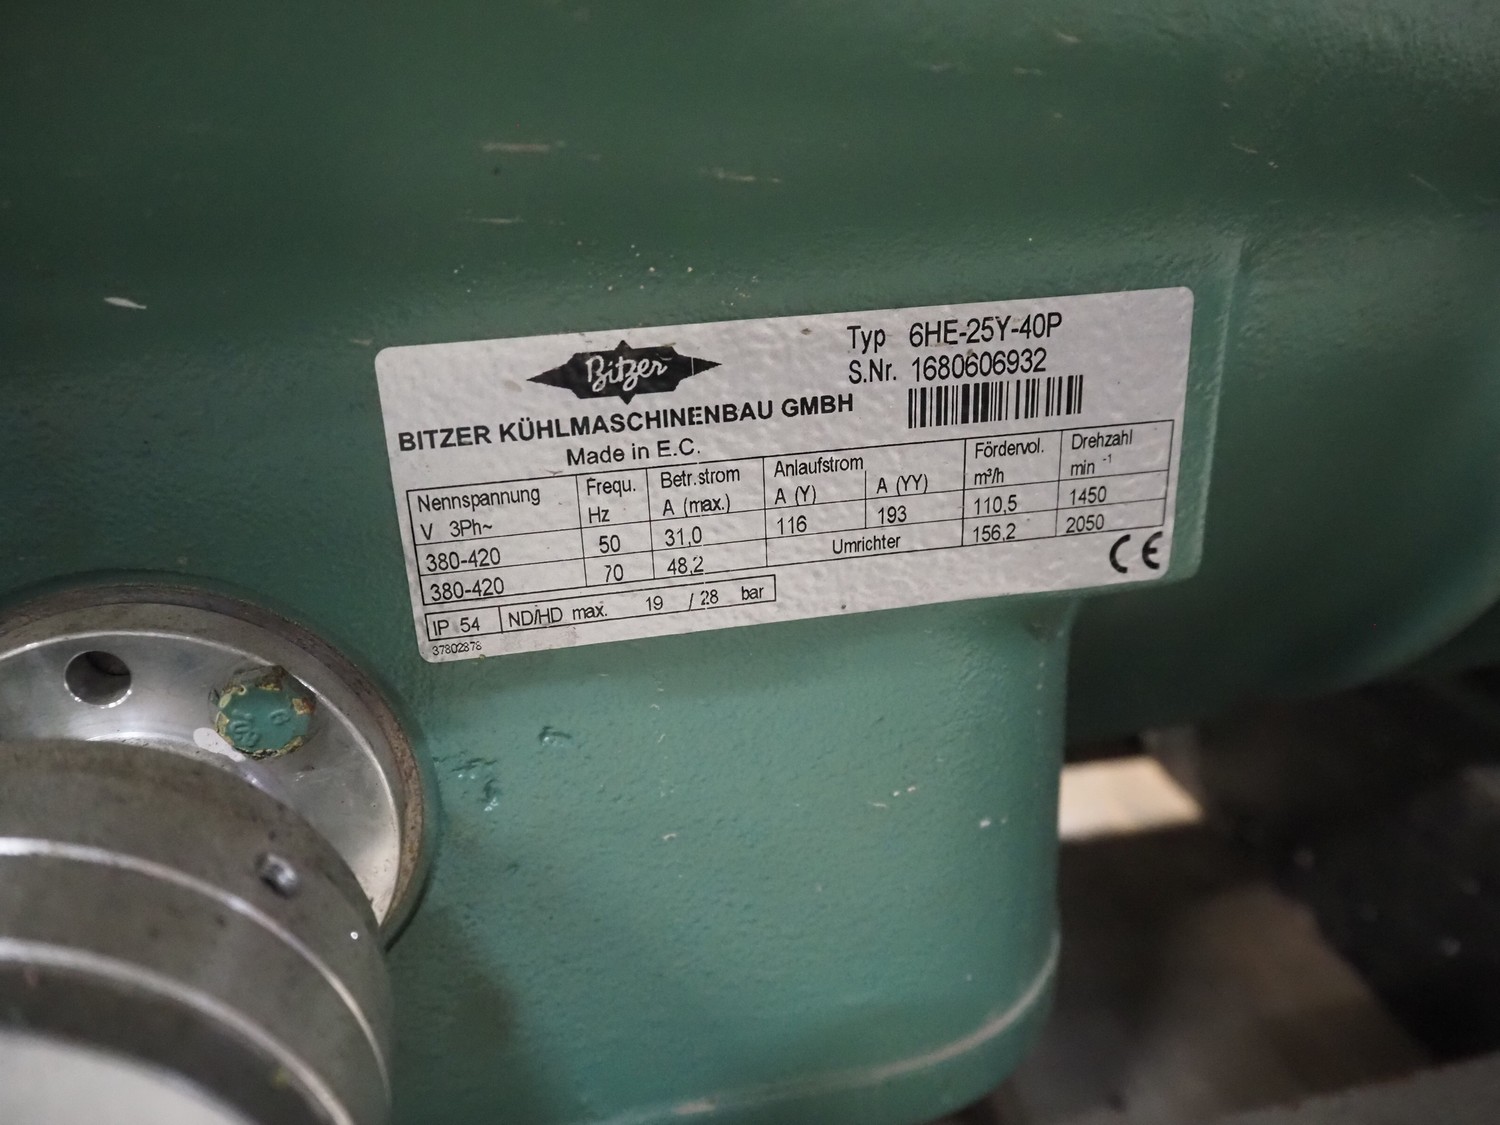 Bitzer
Typ 6HE-25Y-40P
S.Nr. 1680606932
BITZER KÜHLMASCHINENBAU GMBH
Made in E.C.
Nennspannung Frequ. Betr.strom Anlaufstrom Fördervol. Drehzahl
V 3Ph~ Hz A (max.) A (Y) A (YY) m³/h min -1
380-420 50 31,0 116 193 110,5 1450
380-420 70 48,2 Umrichter 156,2 2050
IP 54 ND/HD max. 19 / 28 bar
CE
37802878